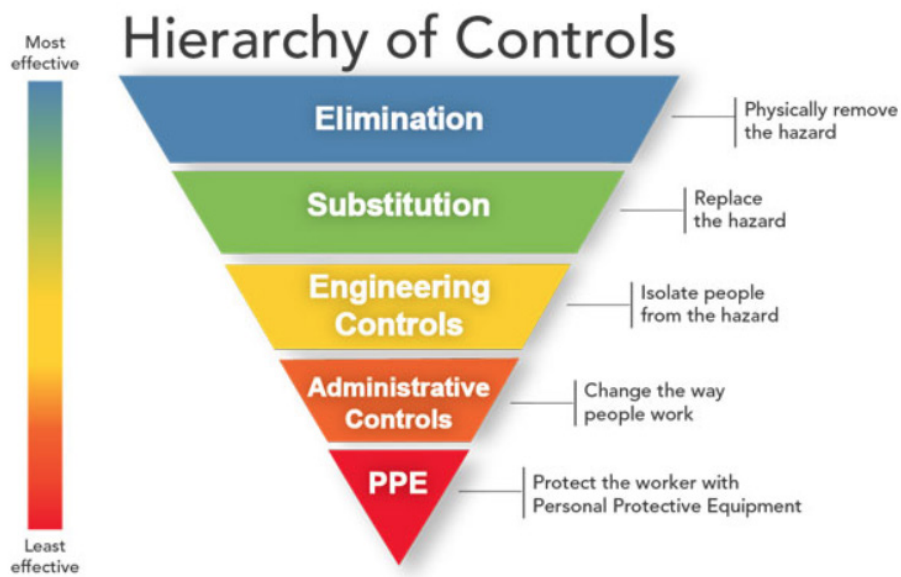 Hierarchy of Controls
Most
effective
Elimination
Physically remove
the hazard
Substitution
Replace
the hazard
Engineering
Controls
Isolate people
from the hazard
Administrative
Controls
Change the way
people work
PPE
Protect the worker with
Personal Protective Equipment
Least
effective